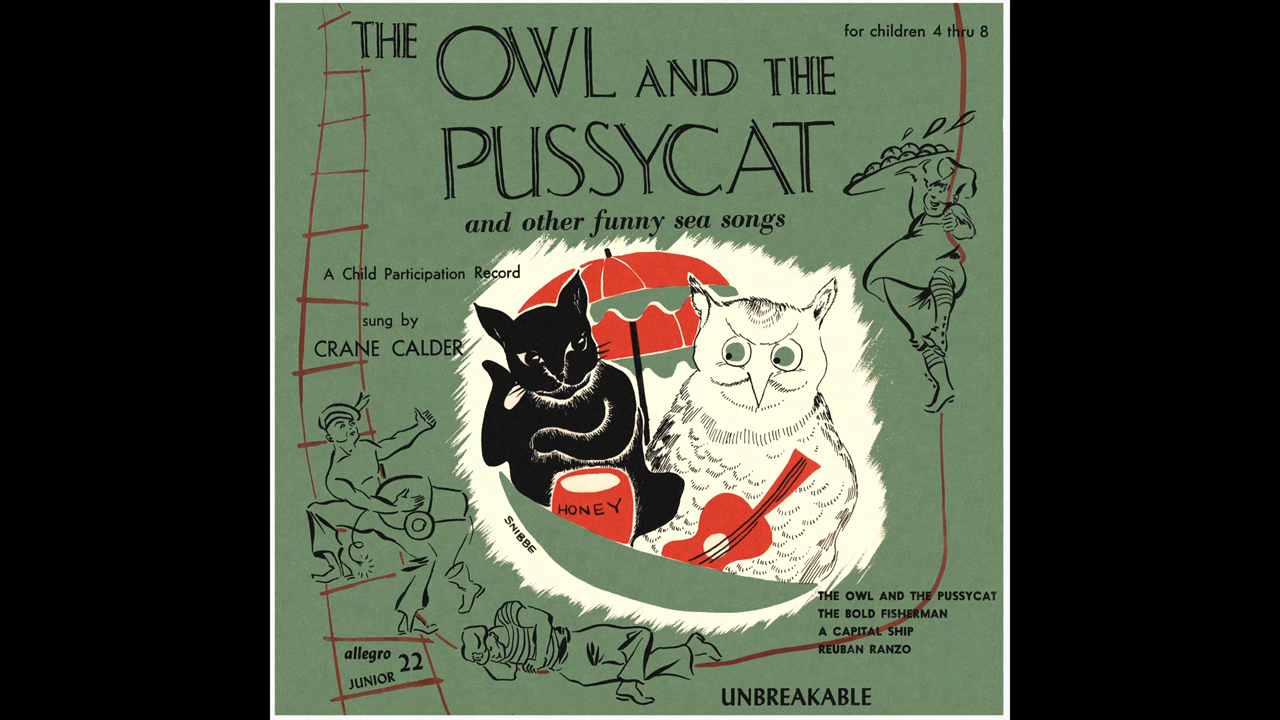 for children 4 thru 8
THE OWL AND THE
PUSSYCAT
and other funny sea songs
A Child Participation Record
sung by
CRANE CALDER
HONEY
SNIBBE
THE OWL AND THE PUSSYCAT
THE BOLD FISHERMAN
A CAPITAL SHIP
REUBAN RANZO
allegro
JUNIOR 22
UNBREAKABLE